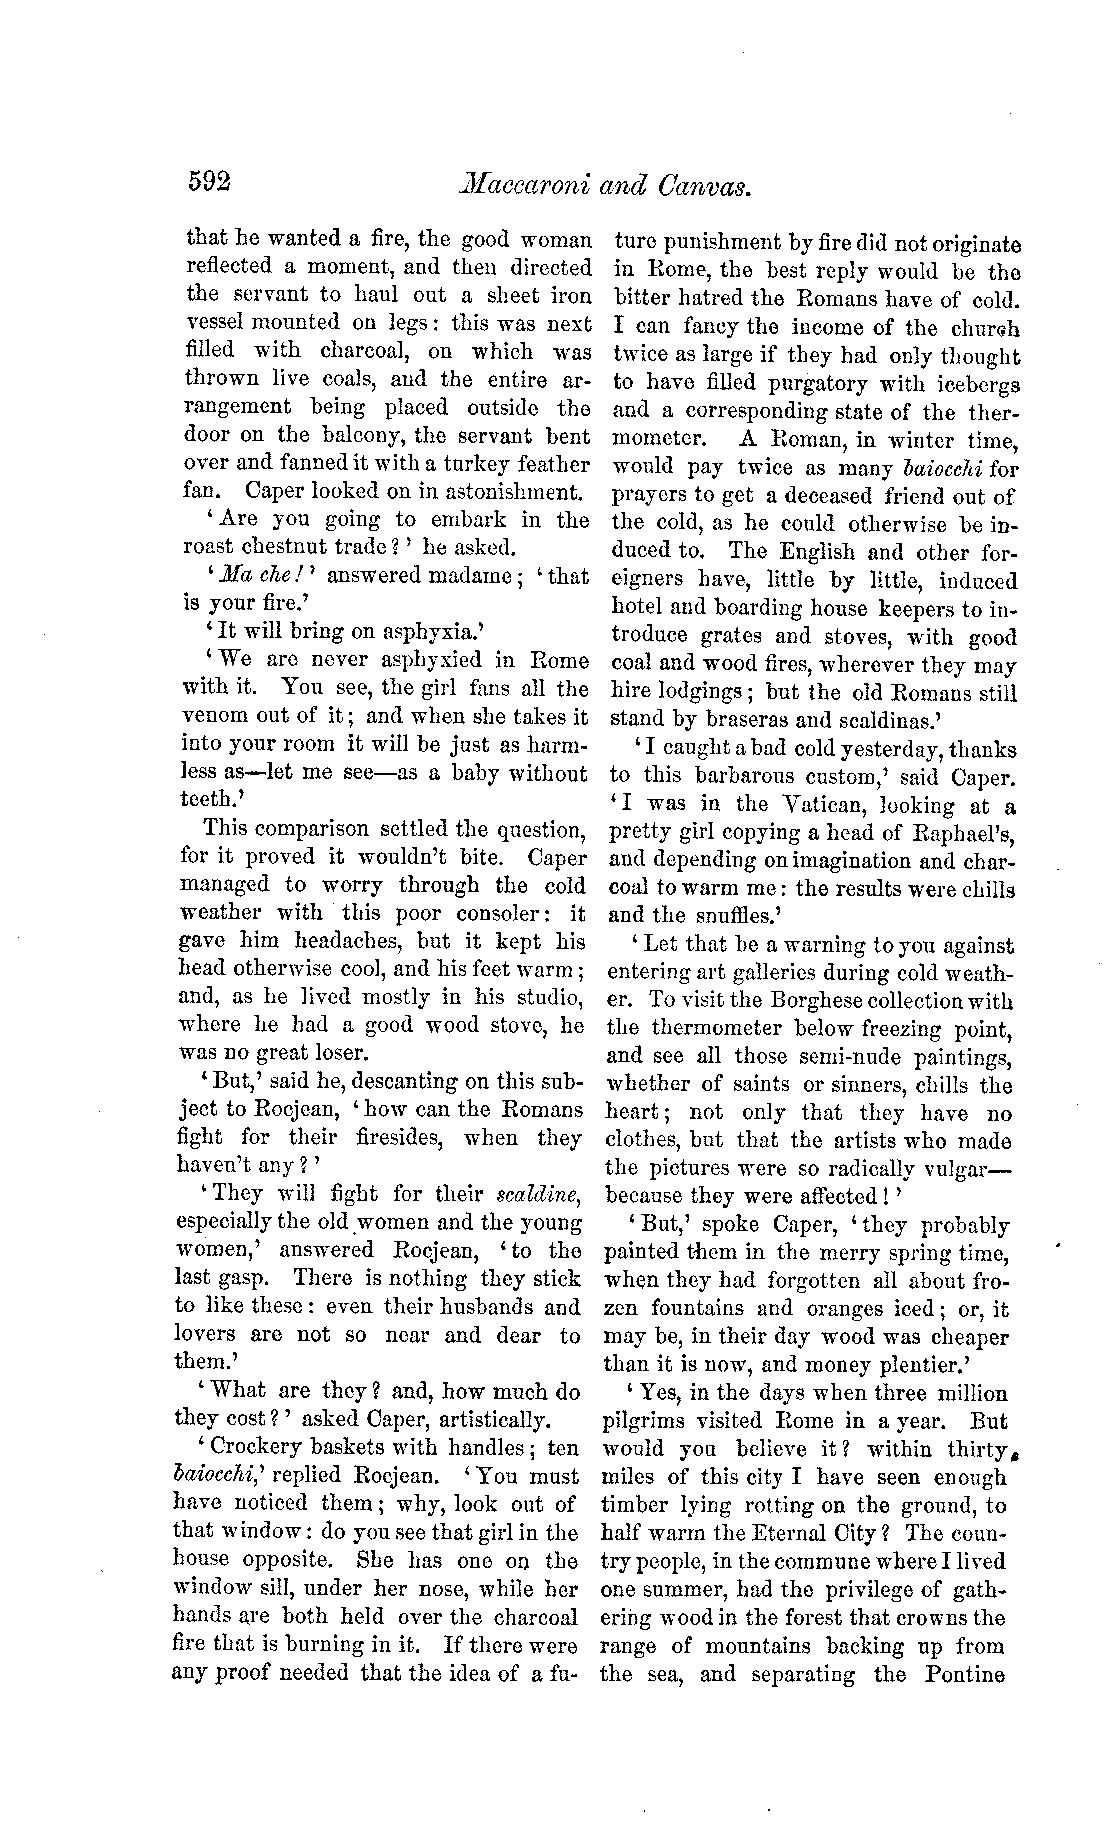 592
Maccaroni and Canvas.
that he wanted a fire, the good woman
reflected a moment, and then directed
the servant to haul out a sheet iron
vessel mounted on legs: this was next
filled with charcoal, on which was
thrown live coals, and the entire ar-
rangement being placed outside the
door on the balcony, the servant bent
over and fanned it with a turkey feather
fan. Caper looked on in astonishment.
‘Are you going to embark in the
roast chestnut trade?’ he asked.
‘Ma che!’ answered madame; ‘that
is your fire.’
‘It will bring on asphyxia.’
‘We are never asphyxied in Rome
with it. You see, the girl fans all the
venom out of it; and when she takes it
into your room it will be just as harm-
less as—let me see—as a baby without
teeth.’
This comparison settled the question,
for it proved it wouldn't bite. Caper
managed to worry through the cold
weather with this poor consoler: it
gave him headaches, but it kept his
head otherwise cool, and his feet warm;
and, as he lived mostly in his studio,
where he had a good wood stove, he
was no great loser.
‘But,’ said he, descanting on this sub-
ject to Rocjean, ‘how can the Romans
fight for their firesides, when they
haven't any?’
‘They will fight for their scaldine,
especially the old women and the young
women,’ answered Rocjean, ‘to the
last gasp. There is nothing they stick
to like these: even their husbands and
lovers are not so near and dear to
them.’
‘What are they? and, how much do
they cost?’ asked Caper, artistically.
‘Crockery baskets with handles; ten
baiocchi,’ replied Rocjean. ‘You must
have noticed them; why, look out of
that window: do you see that girl in the
house opposite. She has one on the
window sill, under her nose, while her
hands are both held over the charcoal
fire that is burning in it. If there were
any proof needed that the idea of a fu-
ture punishment by fire did not originate
in Rome, the best reply would be the
bitter hatred the Romans have of cold.
I can fancy the income of the church
twice as large if they had only thought
to have filled purgatory with icebergs
and a corresponding state of the ther-
mometer. A Roman, in winter time,
would pay twice as many baiocchi for
prayers to get a deceased friend out of
the cold, as he could otherwise be in-
duced to. The English and other for-
eigners have, little by little, induced
hotel and boarding house keepers to in-
troduce grates and stoves, with good
coal and wood fires, wherever they may
hire lodgings; but the old Romans still
stand by braseras and scaldinas.’
‘I caught a bad cold yesterday, thanks
to this barbarous custom,’ said Caper.
‘I was in the Vatican, looking at a
pretty girl copying a head of Raphael's,
and depending on imagination and char-
coal to warm me: the results were chills
and the snuffles.’
‘Let that be a warning to you against
entering art galleries during cold weath-
er. To visit the Borghese collection with
the thermometer below freezing point,
and see all those semi-nude paintings,
whether of saints or sinners, chills the
heart; not only that they have no
clothes, but that the artists who made
the pictures were so radically vulgar—
because they were affected!’
‘But,’ spoke Caper, ‘they probably
painted them in the merry spring time,
when they had forgotten all about fro-
zen fountains and oranges iced; or, it
may be, in their day wood was cheaper
than it is now, and money plentier.’
‘Yes, in the days when three million
pilgrims visited Rome in a year. But
would you believe it? within thirty
miles of this city I have seen enough
timber lying rotting on the ground, to
half warm the Eternal City? The coun-
try people, in the commune where I lived
one summer, had the privilege of gath-
ering wood in the forest that crowns the
range of mountains backing up from
the sea, and separating the Pontine